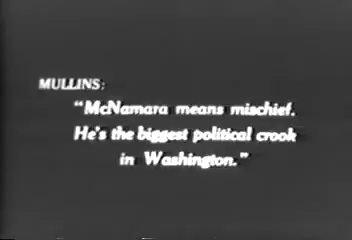 MULLINS:
"McNamara means mischief.
He's the biggest political crook
in Washington."